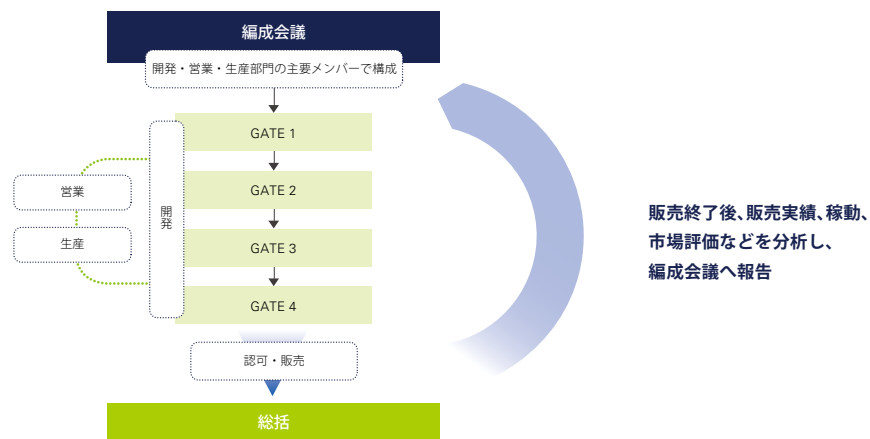 編成会議
開発・営業・生産部門の主要メンバーで構成
GATE 1
GATE 2
GATE 3
GATE 4
開発
営業
生産
認可・販売
総括
販売終了後、販売実績、稼動、
市場評価などを分析し、
編成会議へ報告